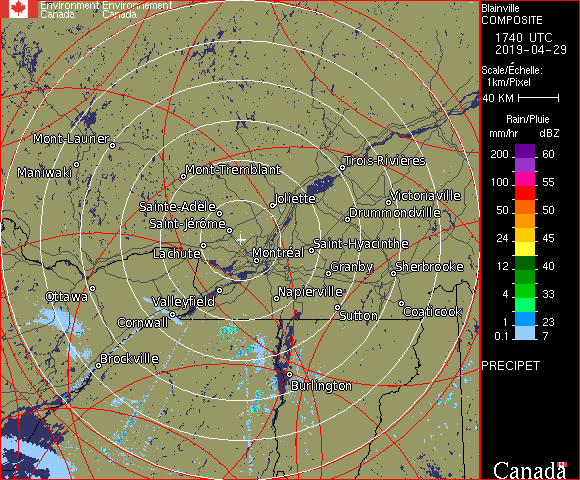 Environment Environnement
Canada Canada
Blainville
COMPOSITE
1740 UTC
2019-04-29
Scale/Échelle:
1km/Pixel
40 KM
Rain/Pluie
mm/hr dBZ
200 60
100 55
50 50
24 45
12 40
4 33
1 23
0.1 7
PRECIPET
Canada
Mont-Laurier
Maniwaki
Mont-Tremblant
Trois-Rivières
Joliette
Victoriaville
Sainte-Adèle
Drummondville
Saint-Jérôme
Lachute
Montréal
Saint-Hyacinthe
Granby
Sherbrooke
Ottawa
Valleyfield
Napierville
Cornwall
Sutton
Coaticook
Brockville
Burlington